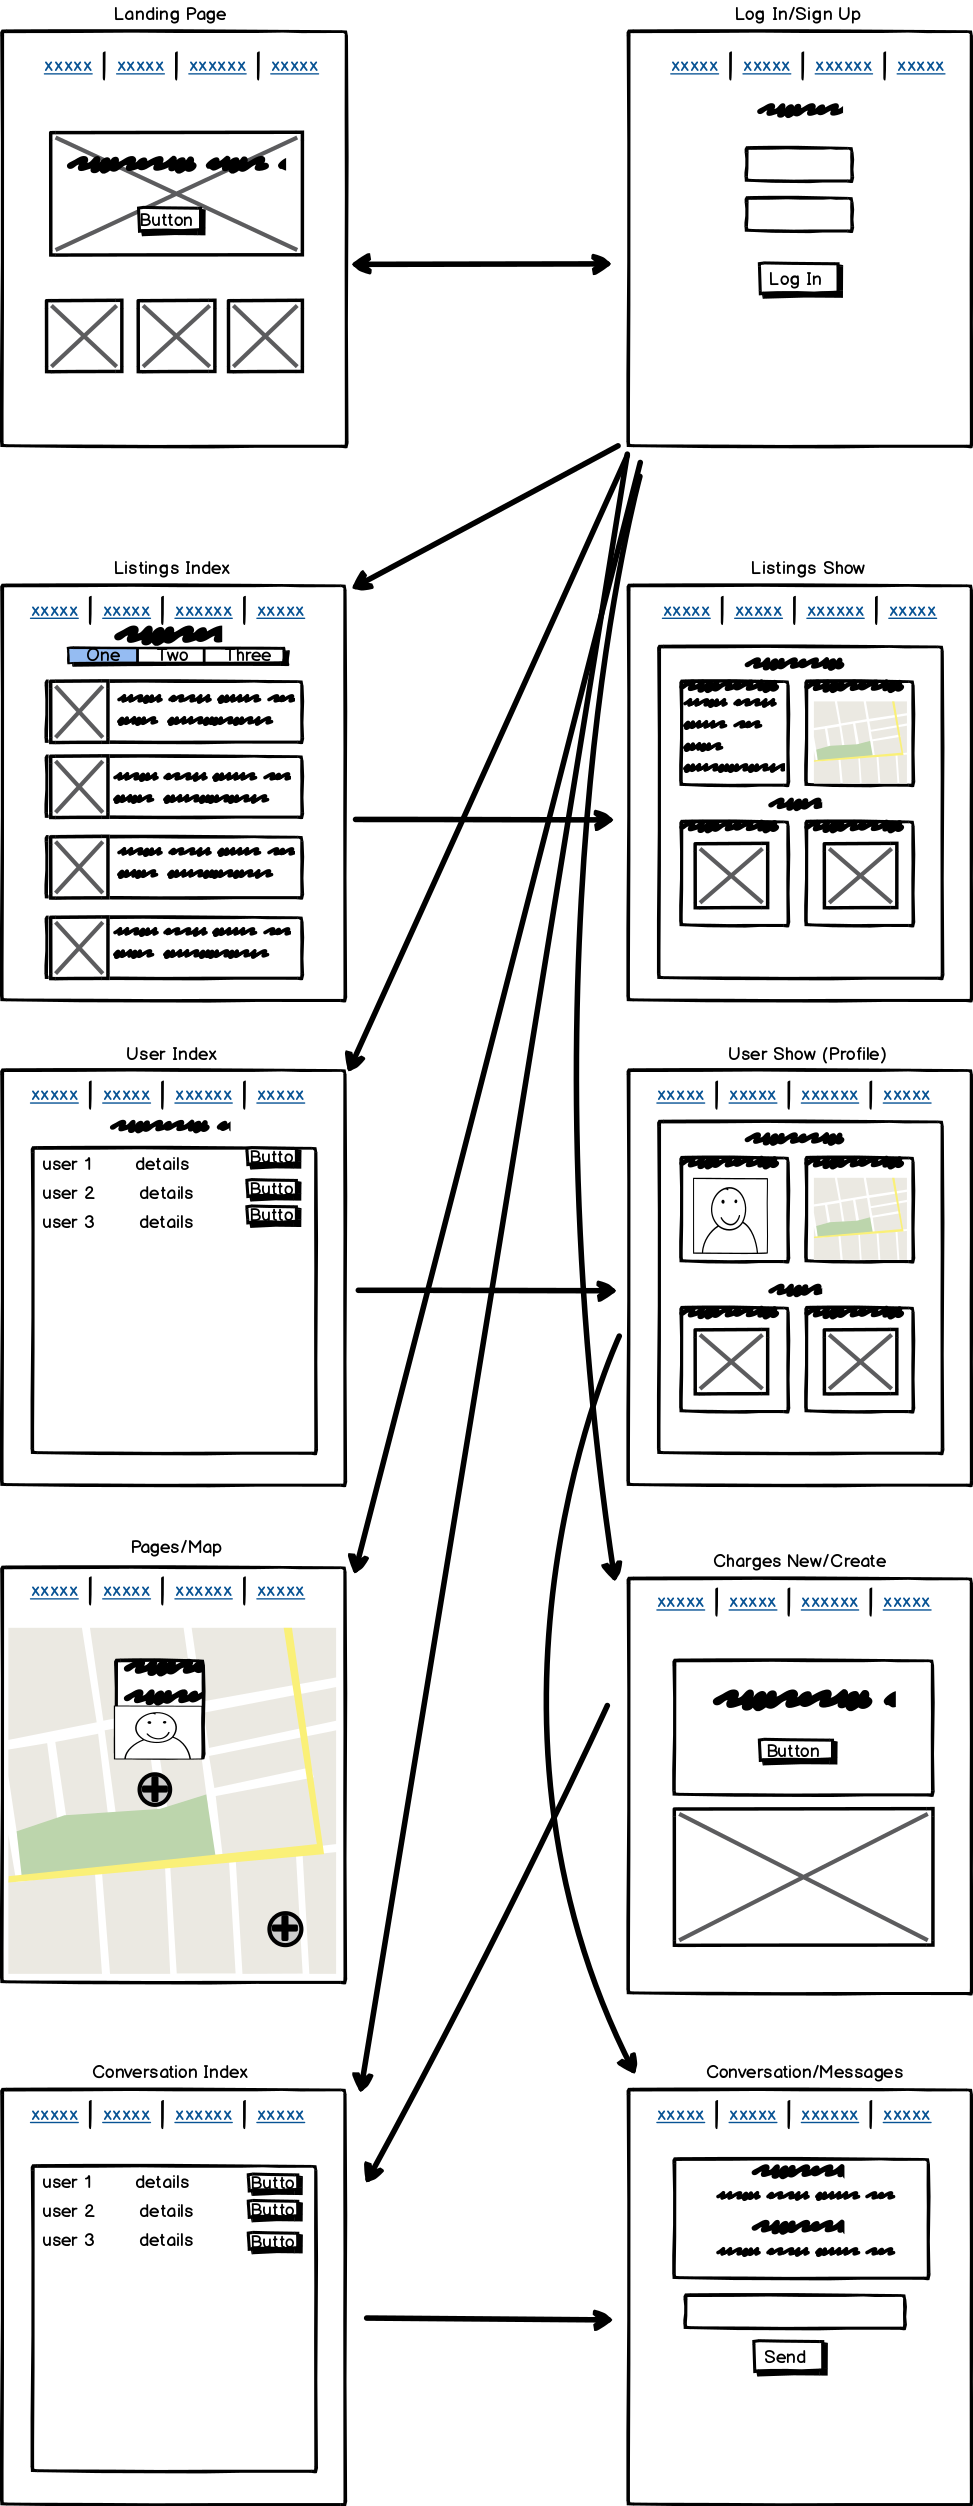 Landing Page
xxxxx xxxxx xxxxxx xxxxx
Button
Log In/Sign Up
xxxxx xxxxx xxxxxx xxxxx
Log In
Listings Index
xxxxx xxxxx xxxxxx xxxxx
One Two Three
Listings Show
xxxxx xxxxx xxxxxx xxxxx
User Index
xxxxx xxxxx xxxxxx xxxxx
user 1 details Butto
user 2 details Butto
user 3 details Butto
User Show (Profile)
xxxxx xxxxx xxxxxx xxxxx
Pages/Map
xxxxx xxxxx xxxxxx xxxxx
Charges New/Create
xxxxx xxxxx xxxxxx xxxxx
Button
Conversation Index
xxxxx xxxxx xxxxxx xxxxx
user 1 details Butto
user 2 details Butto
user 3 details Butto
Conversation/Messages
xxxxx xxxxx xxxxxx xxxxx
Send